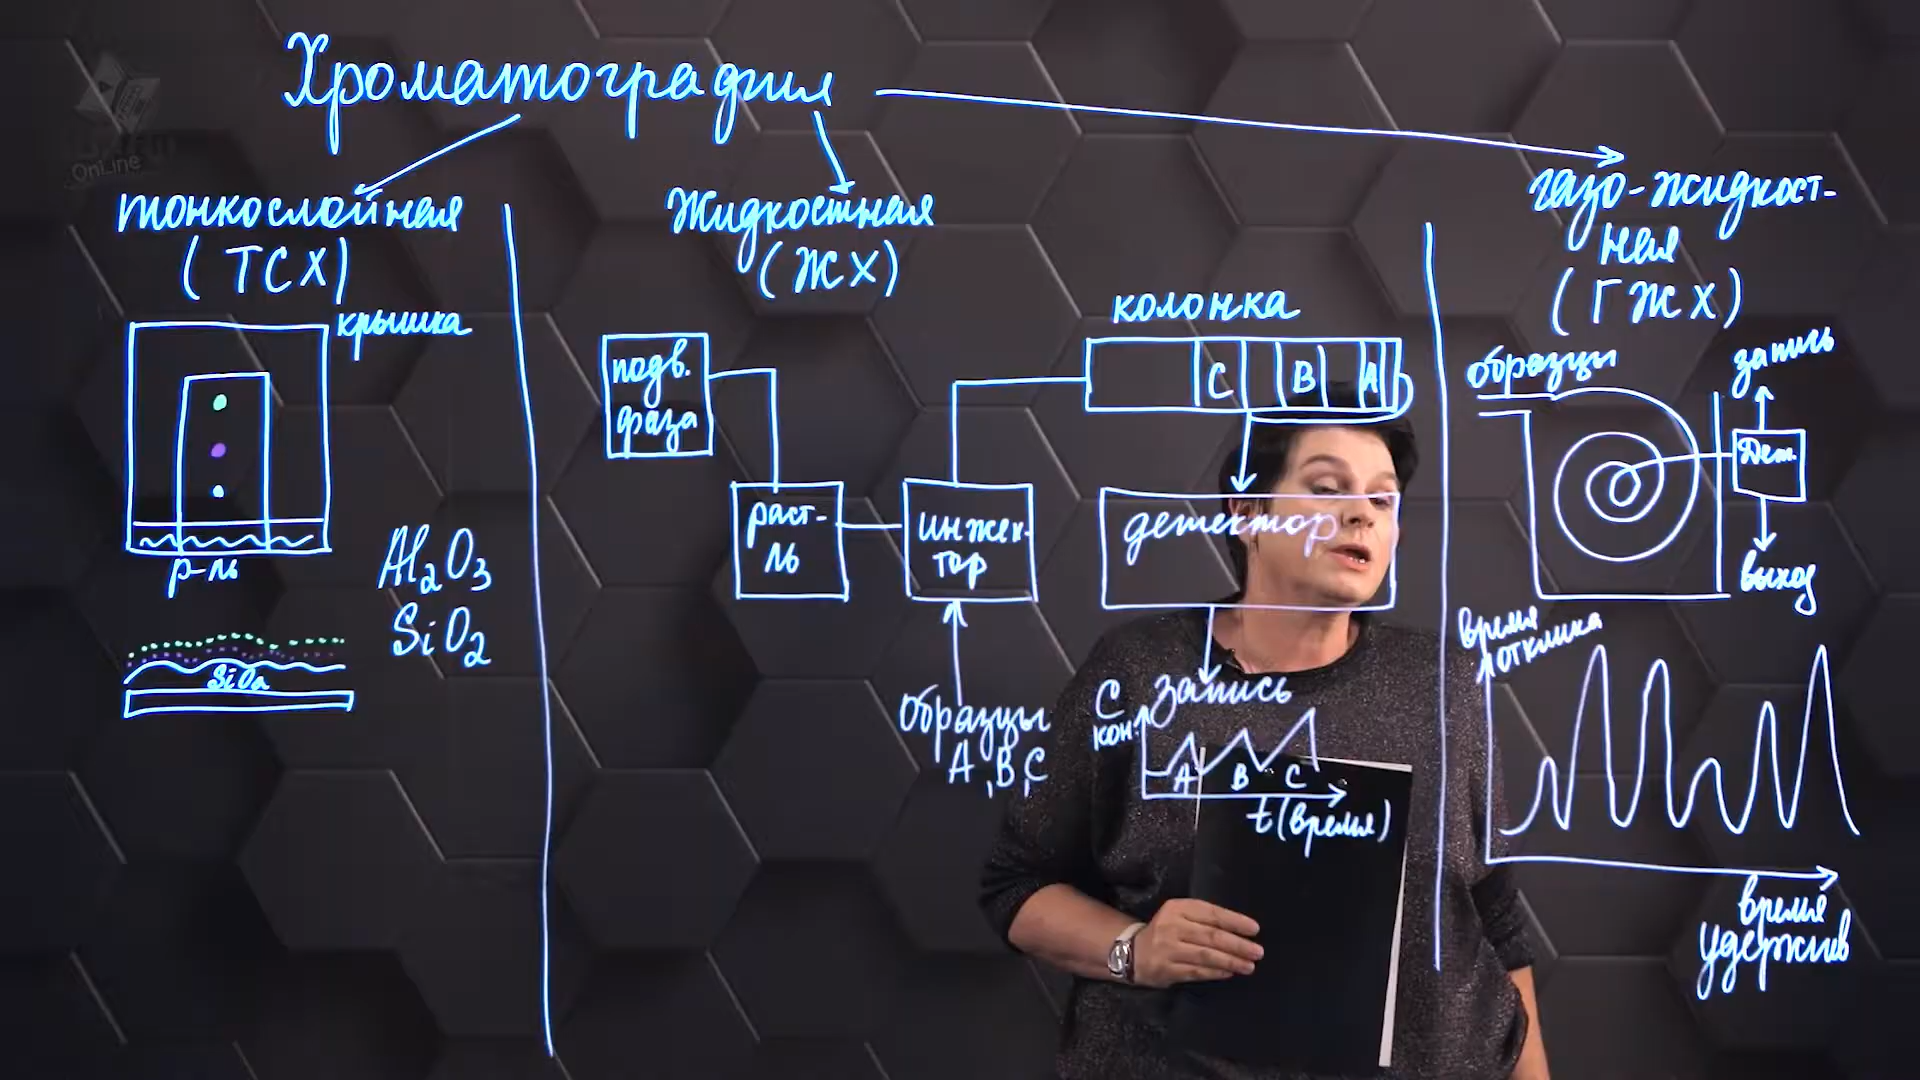 Хроматография
тонкослойная
(ТСХ)
крышка
р-ль
Al2O3
SiO2
SiO2
Жидкостная
(ЖХ)
подв.
фаза
раст-
ль
инжек-
тор
Образцы
A, B, C
колонка
C B A
детектор
запись
C
кон.
A B C
t (время)
газо-жидкост-
ная
(ГЖХ)
образцы
запись
Дет.
выход
время
отклика
время
удержив
OnLine